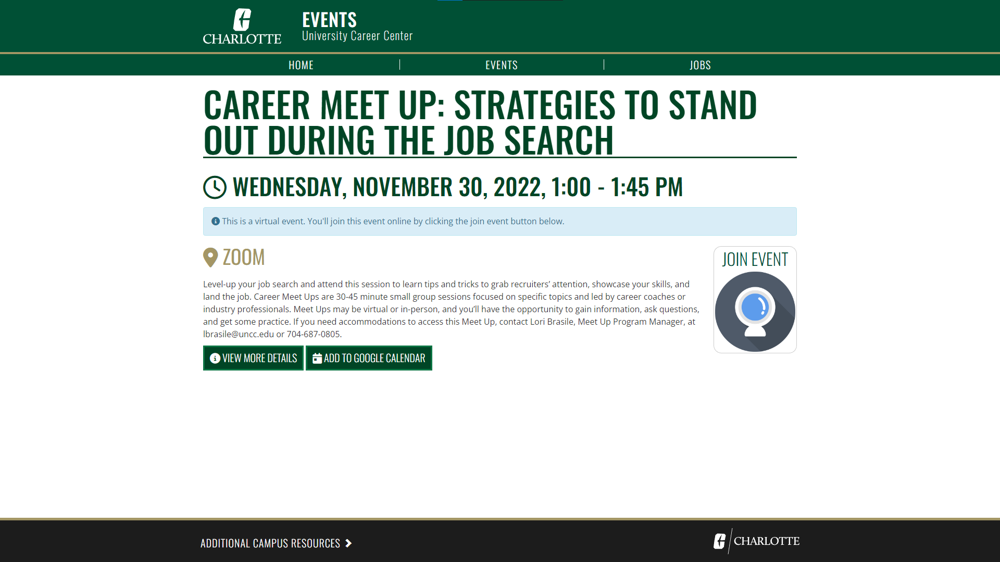 CHARLOTTE
EVENTS
University Career Center
HOME
EVENTS
JOBS
CAREER MEET UP: STRATEGIES TO STAND
OUT DURING THE JOB SEARCH
WEDNESDAY, NOVEMBER 30, 2022, 1:00 - 1:45 PM
This is a virtual event. You'll join this event online by clicking the join event button below.
ZOOM
JOIN EVENT
Level-up your job search and attend this session to learn tips and tricks to grab recruiters’ attention, showcase your skills, and
land the job. Career Meet Ups are 30-45 minute small group sessions focused on specific topics and led by career coaches or
industry professionals. Meet Ups may be virtual or in-person, and you’ll have the opportunity to gain information, ask questions,
and get some practice. If you need accommodations to access this Meet Up, contact Lori Brasile, Meet Up Program Manager, at
lbrasile@uncc.edu or 704-687-0805.
VIEW MORE DETAILS
ADD TO GOOGLE CALENDAR
ADDITIONAL CAMPUS RESOURCES
CHARLOTTE